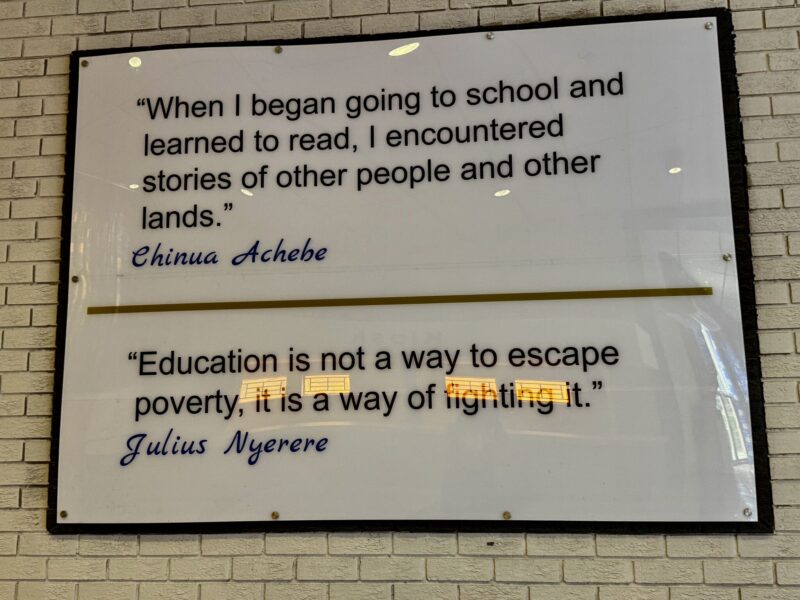 “When I began going to school and
learned to read, I encountered
stories of other people and other
lands.”
Chinua Achebe
“Education is not a way to escape
poverty, it is a way of fighting it.”
Julius Nyerere